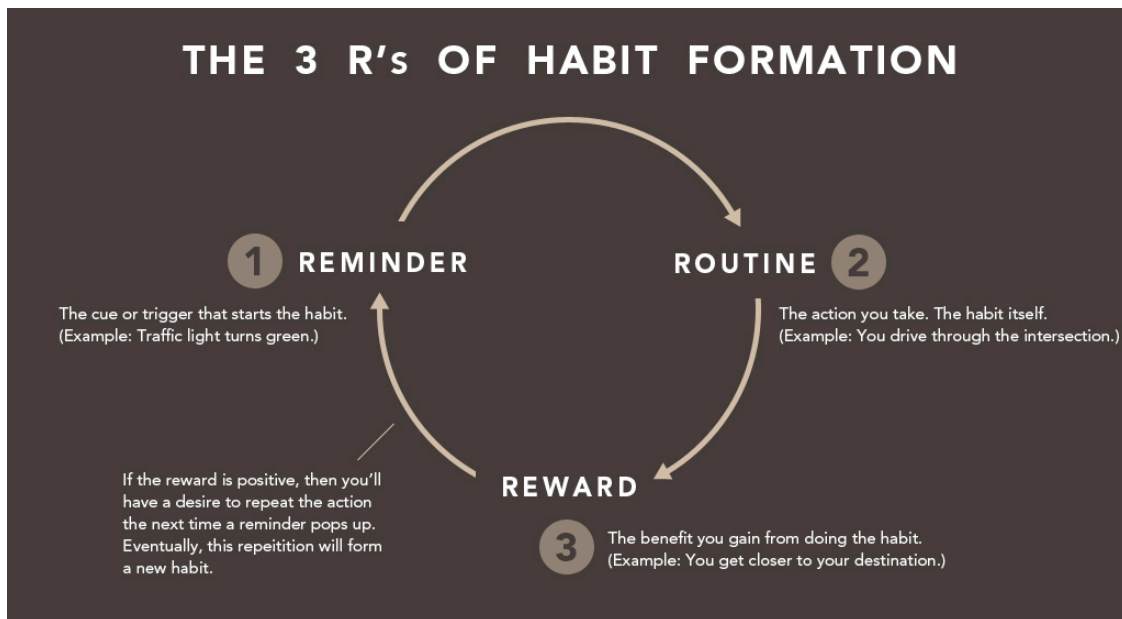 THE 3 R's OF HABIT FORMATION
1 REMINDER
The cue or trigger that starts the habit.
(Example: Traffic light turns green.)
ROUTINE 2
The action you take. The habit itself.
(Example: You drive through the intersection.)
REWARD
3
The benefit you gain from doing the habit.
(Example: You get closer to your destination.)
If the reward is positive, then you'll
have a desire to repeat the action
the next time a reminder pops up.
Eventually, this repeitition will form
a new habit.